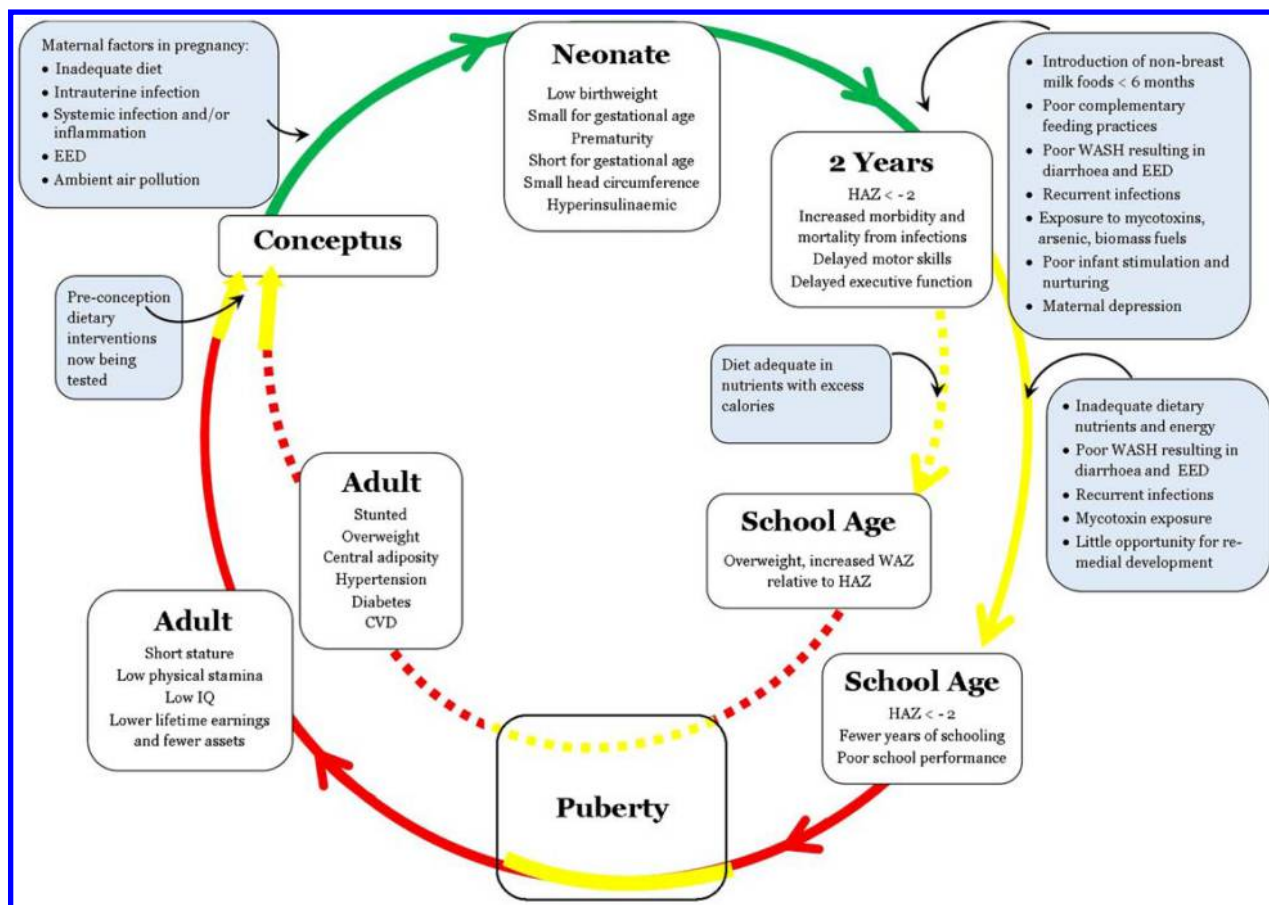 Maternal factors in pregnancy:
• Inadequate diet
• Intrauterine infection
• Systemic infection and/or
inflammation
• EED
• Ambient air pollution
Neonate
Low birthweight
Small for gestational age
Prematurity
Short for gestational age
Small head circumference
Hyperinsulinaemic
• Introduction of non-breast
milk foods < 6 months
• Poor complementary
feeding practices
• Poor WASH resulting in
diarrhoea and EED
• Recurrent infections
• Exposure to mycotoxins,
arsenic, biomass fuels
• Poor infant stimulation and
nurturing
• Maternal depression
2 Years
HAZ < - 2
Increased morbidity and
mortality from infections
Delayed motor skills
Delayed executive function
Conceptus
Pre-conception
dietary
interventions
now being
tested
Diet adequate in
nutrients with excess
calories
• Inadequate dietary
nutrients and energy
• Poor WASH resulting in
diarrhoea and EED
• Recurrent infections
• Mycotoxin exposure
• Little opportunity for re-
medial development
Adult
Stunted
Overweight
Central adiposity
Hypertension
Diabetes
CVD
School Age
Overweight, increased WAZ
relative to HAZ
Adult
Short stature
Low physical stamina
Low IQ
Lower lifetime earnings
and fewer assets
School Age
HAZ < - 2
Fewer years of schooling
Poor school performance
Puberty